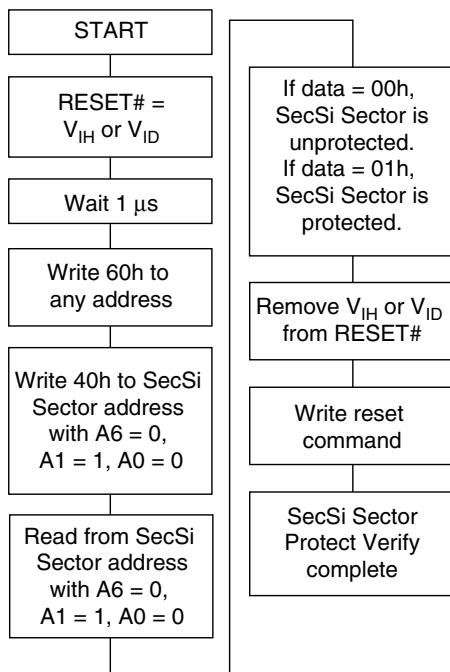 START
RESET# =
V_IH or V_ID
Wait 1 μs
Write 60h to
any address
Write 40h to SecSi
Sector address
with A6 = 0,
A1 = 1, A0 = 0
Read from SecSi
Sector address
with A6 = 0,
A1 = 1, A0 = 0
If data = 00h,
SecSi Sector is
unprotected.
If data = 01h,
SecSi Sector is
protected.
Remove V_IH or V_ID
from RESET#
Write reset
command
SecSi Sector
Protect Verify
complete